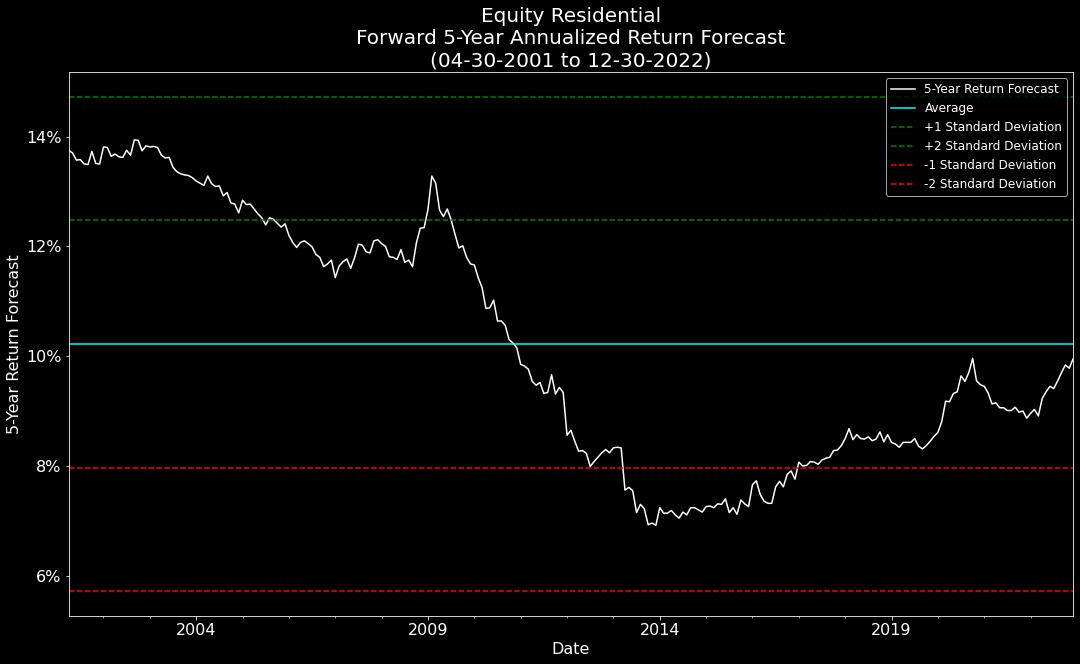 Equity Residential
Forward 5-Year Annualized Return Forecast
(04-30-2001 to 12-30-2022)
5-Year Return Forecast
Average
+1 Standard Deviation
+2 Standard Deviation
-1 Standard Deviation
-2 Standard Deviation
14%
12%
10%
8%
6%
5-Year Return Forecast
2004
2009
2014
2019
Date